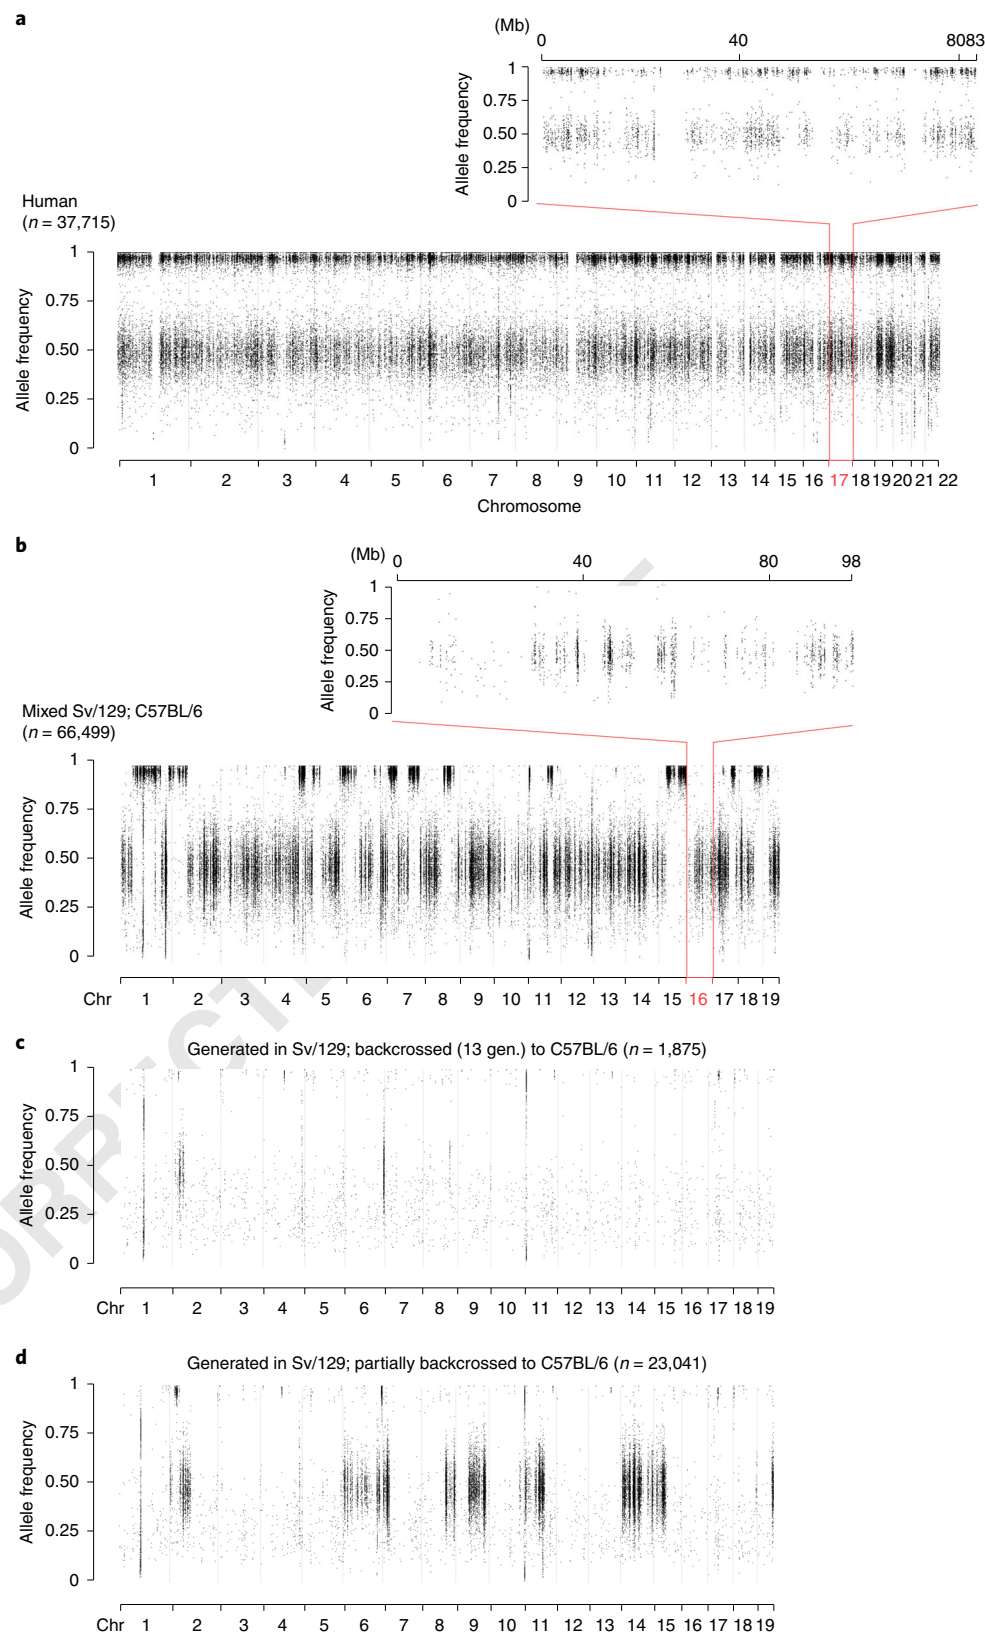 a
(Mb)
0 40 8083
1
0.75
0.50
0.25
0
Allele frequency
Human
(n = 37,715)
1
0.75
0.50
0.25
0
Allele frequency
1 2 3 4 5 6 7 8 9 10 11 12 13 14 15 16 17 18 19 20 21 22
Chromosome
b
(Mb) 0 40 80 98
1
0.75
0.50
0.25
0
Allele frequency
Mixed Sv/129; C57BL/6
(n = 66,499)
1
0.75
0.50
0.25
0
Allele frequency
Chr 1 2 3 4 5 6 7 8 9 10 11 12 13 14 15 16 17 18 19
c
Generated in Sv/129; backcrossed (13 gen.) to C57BL/6 (n = 1,875)
1
0.75
0.50
0.25
0
Allele frequency
Chr 1 2 3 4 5 6 7 8 9 10 11 12 13 14 15 16 17 18 19
d
Generated in Sv/129; partially backcrossed to C57BL/6 (n = 23,041)
1
0.75
0.50
0.25
0
Allele frequency
Chr 1 2 3 4 5 6 7 8 9 10 11 12 13 14 15 16 17 18 19